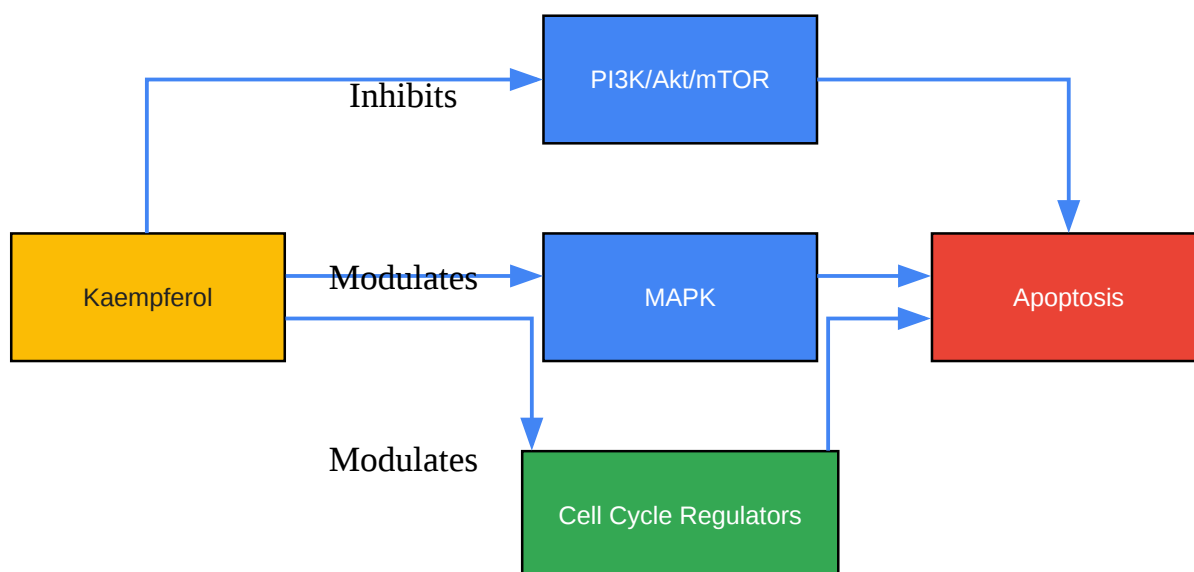 PI3K/Akt/mTOR
Inhibits
Kaempferol
Modulates
MAPK
Apoptosis
Modulates
Cell Cycle Regulators